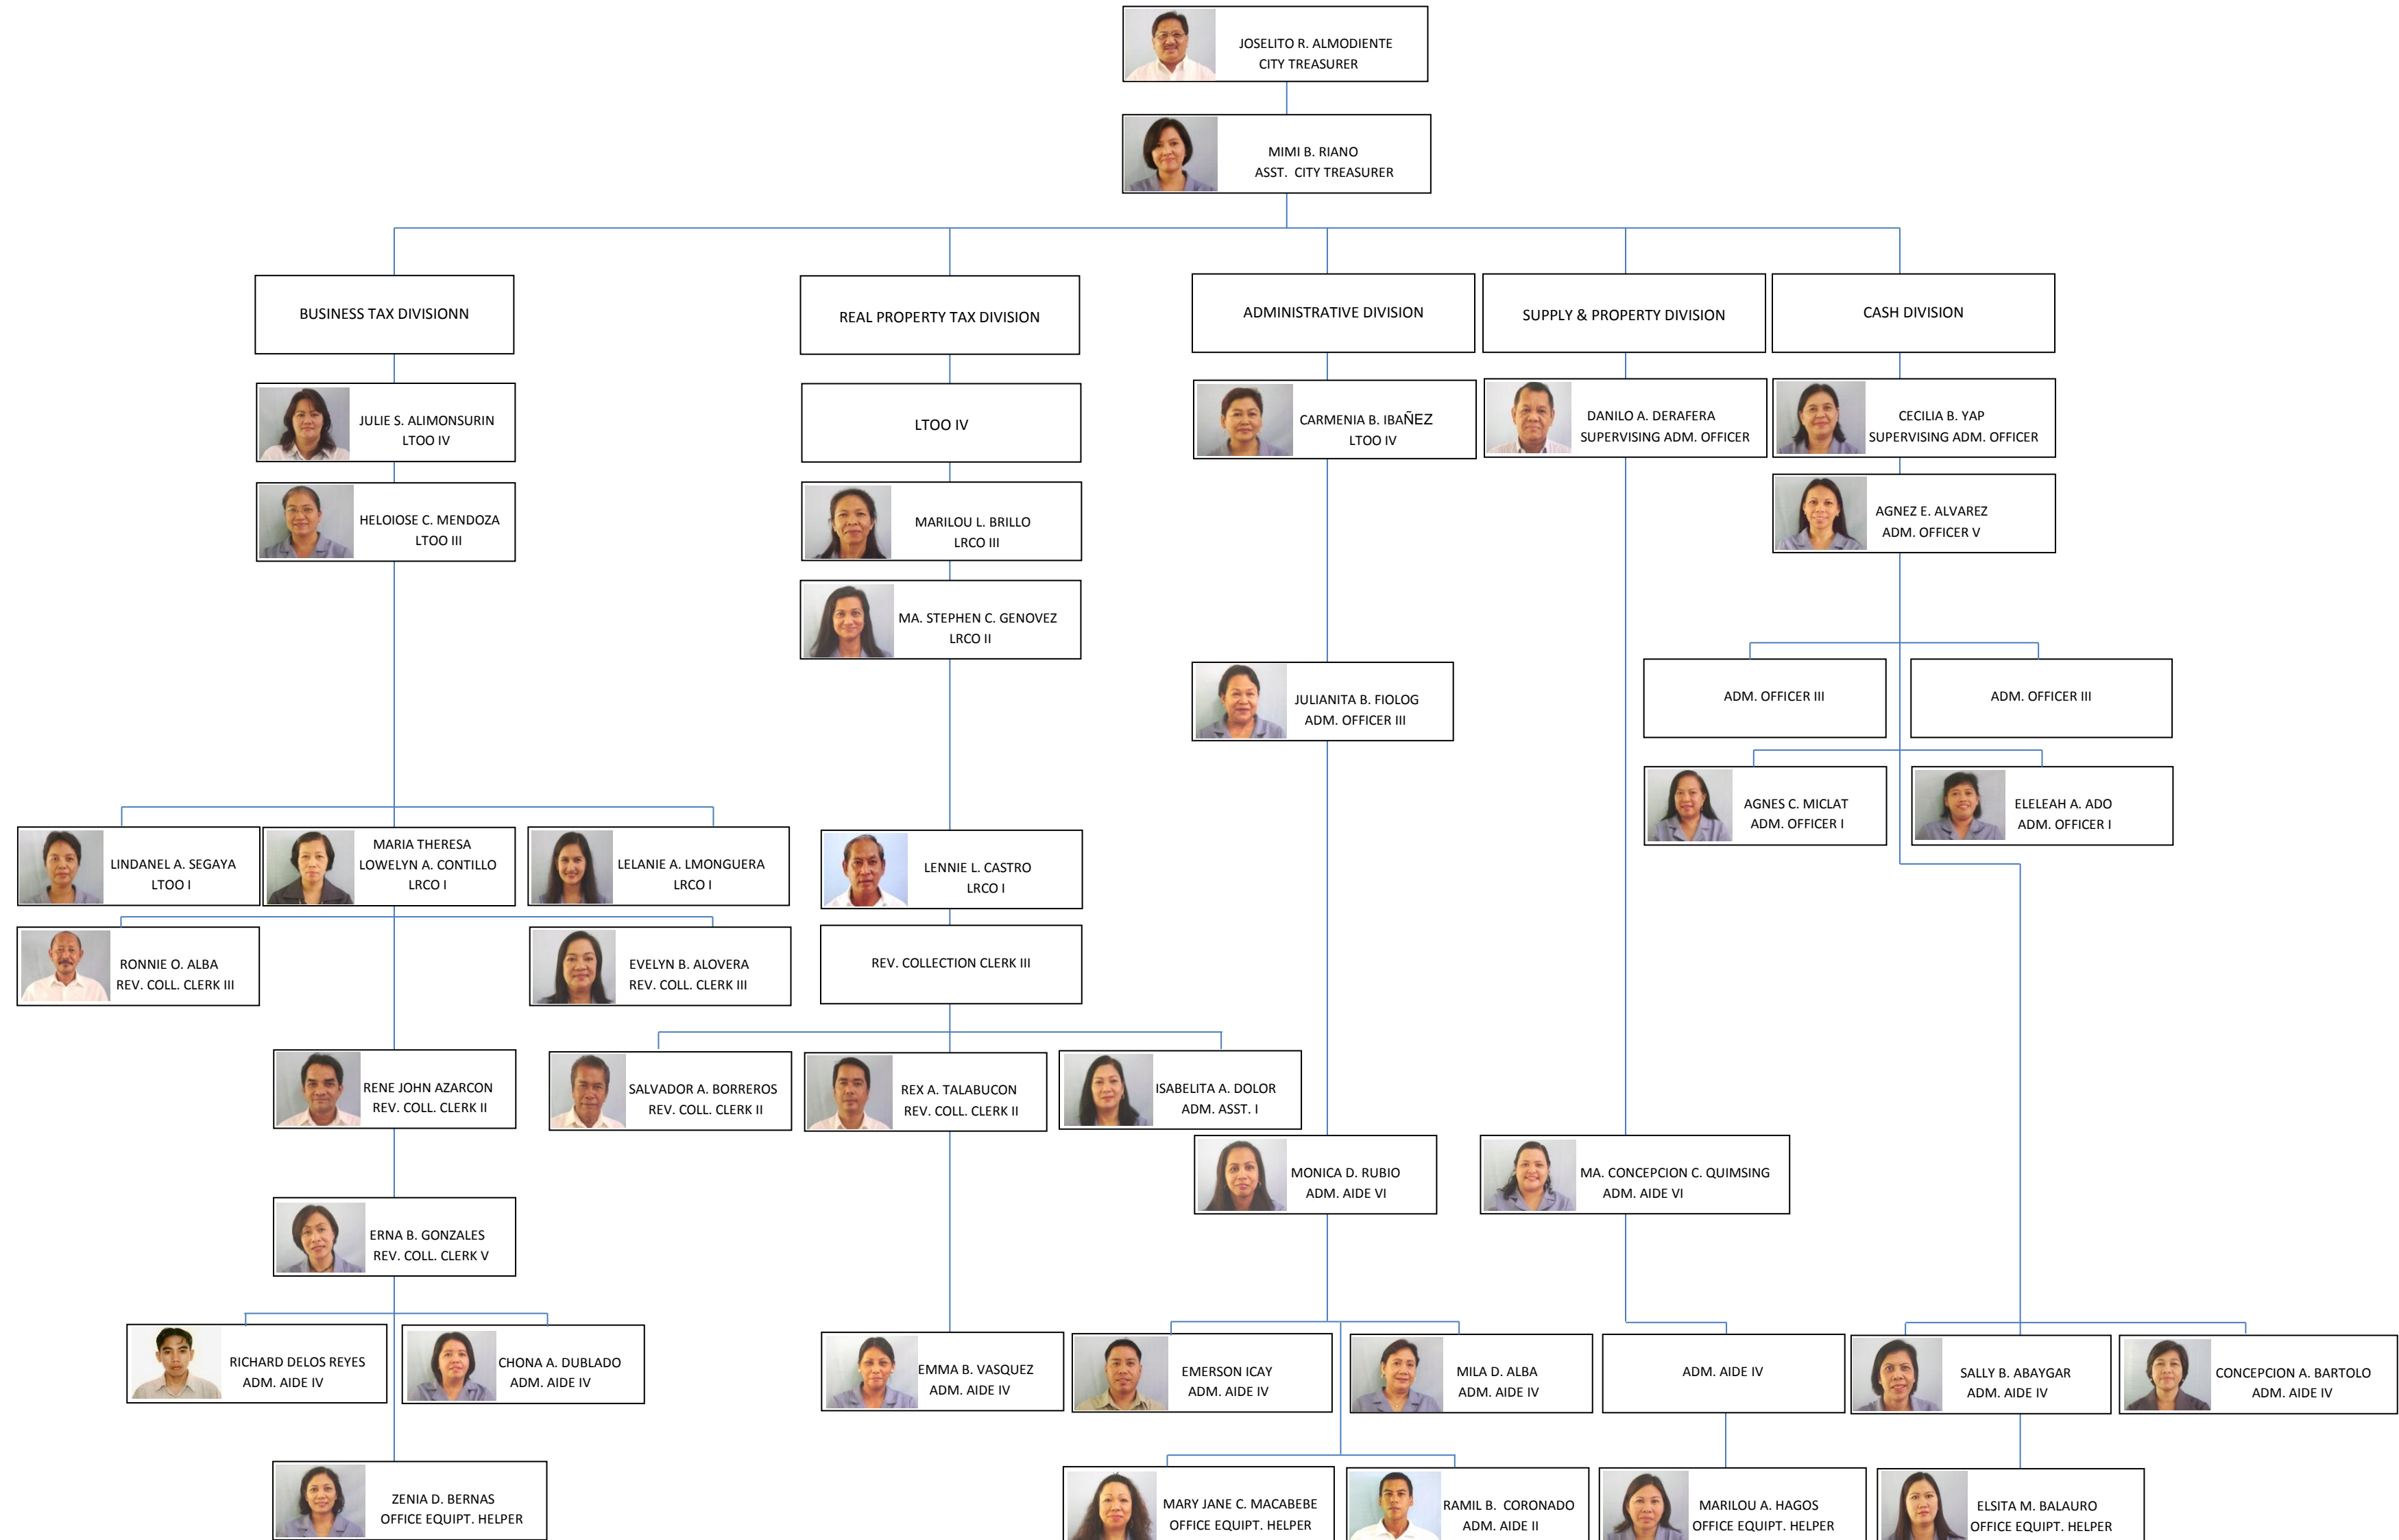 JOSELITO R. ALMODIENTE
CITY TREASURER
MIMI B. RIANO
ASST. CITY TREASURER
BUSINESS TAX DIVISIONN
REAL PROPERTY TAX DIVISION
ADMINISTRATIVE DIVISION
SUPPLY & PROPERTY DIVISION
CASH DIVISION
JULIE S. ALIMONSURIN
LTOO IV
LTOO IV
CARMENIA B. IBAÑEZ
LTOO IV
DANILO A. DERAFERA
SUPERVISING ADM. OFFICER
CECILIA B. YAP
SUPERVISING ADM. OFFICER
HELOIOSE C. MENDOZA
LTOO III
MARILOU L. BRILLO
LRCO III
AGNEZ E. ALVAREZ
ADM. OFFICER V
MA. STEPHEN C. GENOVEZ
LRCO II
JULIANITA B. FIOLOG
ADM. OFFICER III
ADM. OFFICER III
ADM. OFFICER III
AGNES C. MICLAT
ADM. OFFICER I
ELELEAH A. ADO
ADM. OFFICER I
LINDANEL A. SEGAYA
LTOO I
MARIA THERESA
LOWELYN A. CONTILLO
LRCO I
LELANIE A. LMONGUERA
LRCO I
LENNIE L. CASTRO
LRCO I
RONNIE O. ALBA
REV. COLL. CLERK III
EVELYN B. ALOVERA
REV. COLL. CLERK III
REV. COLLECTION CLERK III
RENE JOHN AZARCON
REV. COLL. CLERK II
SALVADOR A. BORREROS
REV. COLL. CLERK II
REX A. TALABUCON
REV. COLL. CLERK II
ISABELITA A. DOLOR
ADM. ASST. I
MONICA D. RUBIO
ADM. AIDE VI
MA. CONCEPCION C. QUIMSING
ADM. AIDE VI
ERNA B. GONZALES
REV. COLL. CLERK V
RICHARD DELOS REYES
ADM. AIDE IV
CHONA A. DUBLADO
ADM. AIDE IV
EMMA B. VASQUEZ
ADM. AIDE IV
EMERSON ICAY
ADM. AIDE IV
MILA D. ALBA
ADM. AIDE IV
ADM. AIDE IV
SALLY B. ABAYGAR
ADM. AIDE IV
CONCEPCION A. BARTOLO
ADM. AIDE IV
ZENIA D. BERNAS
OFFICE EQUIPT. HELPER
MARY JANE C. MACABEBE
OFFICE EQUIPT. HELPER
RAMIL B. CORONADO
ADM. AIDE II
MARILOU A. HAGOS
OFFICE EQUIPT. HELPER
ELSITA M. BALAURO
OFFICE EQUIPT. HELPER